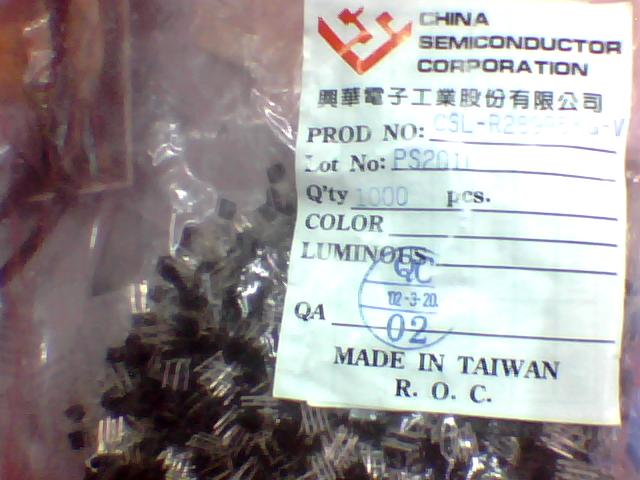 CHINA
SEMICONDUCTOR
CORPORATION
興華電子工業股份有限公司
PROD NO:
Lot No:
Q'ty 1000 pcs.
COLOR
LUMINOUS.
QC
'02-3-20.
QA
02
MADE IN TAIWAN
R. O. C.